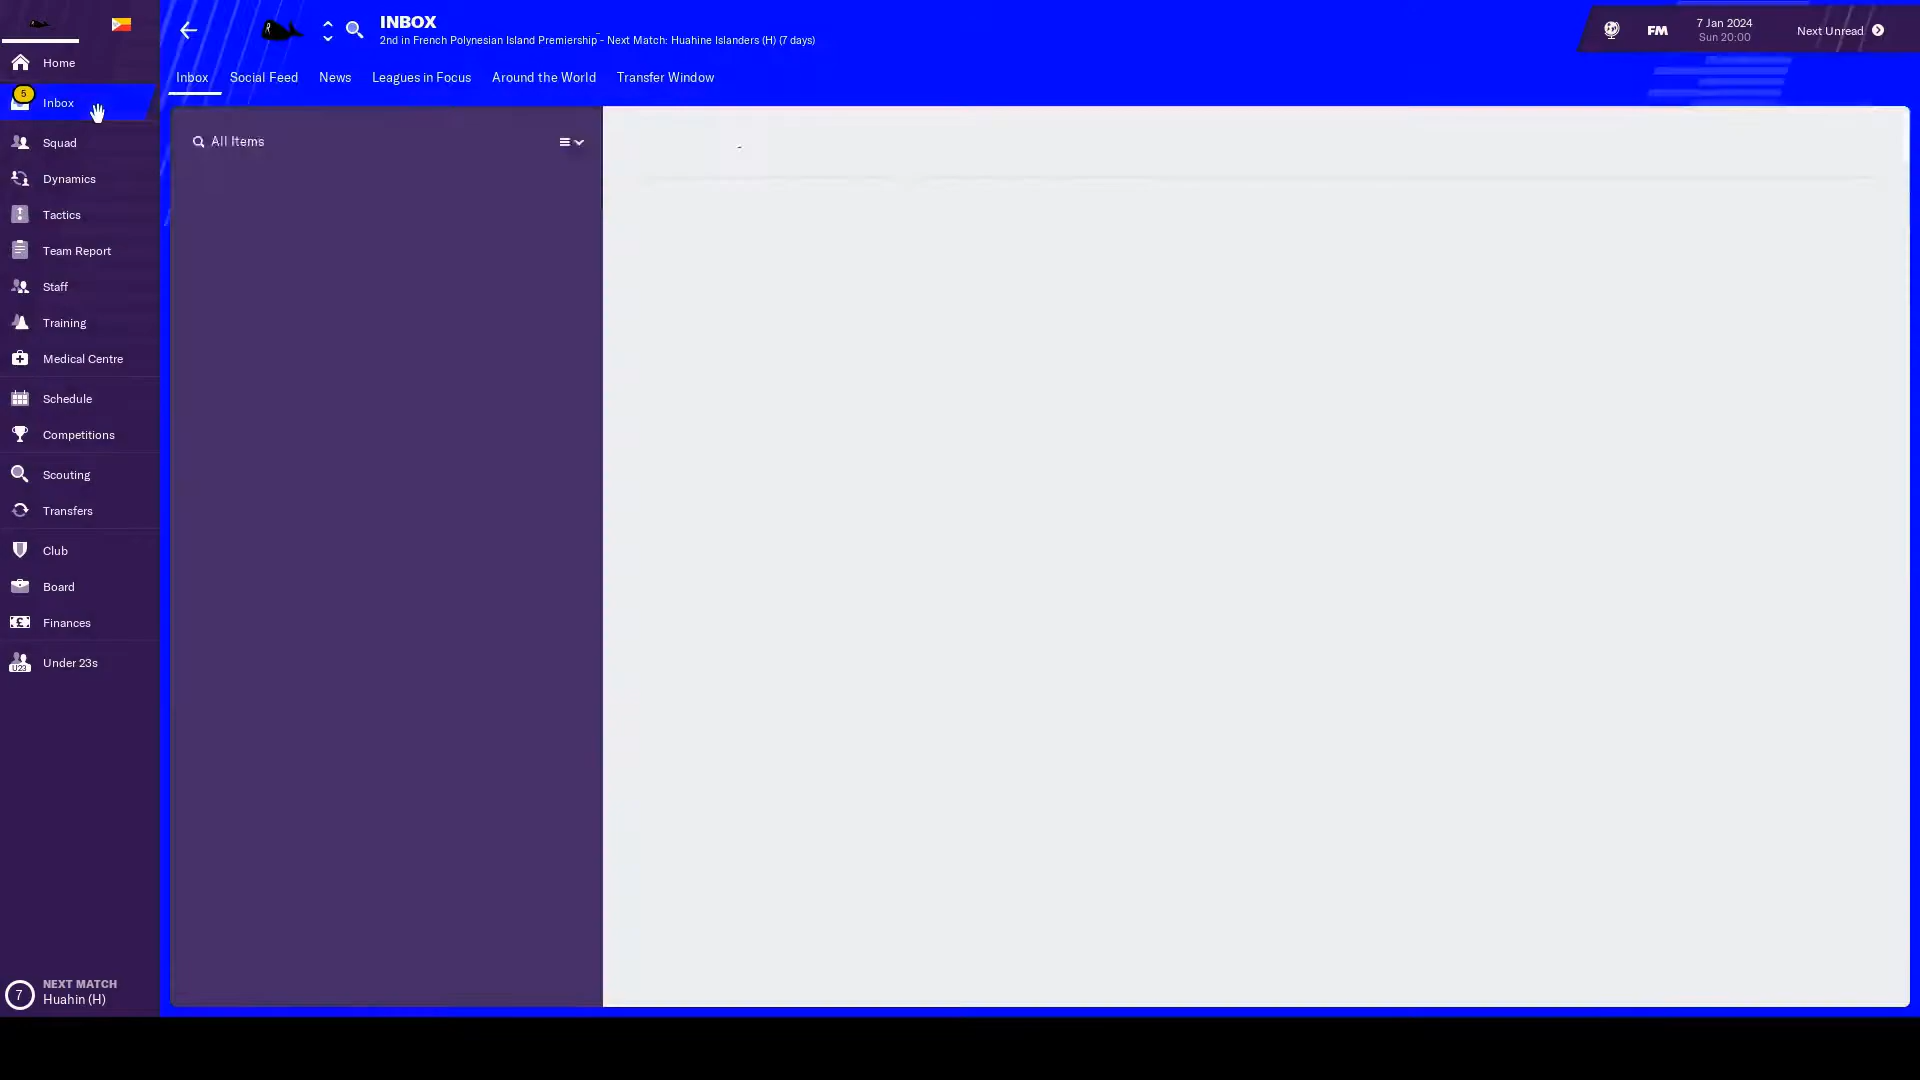 INBOX
2nd in French Polynesian Island Premiership - Next Match: Huahine Islanders (H) (7 days)
FM
7 Jan 2024
Sun 20:00
Next Unread
Inbox
Social Feed
News
Leagues in Focus
Around the World
Transfer Window
Home
5
Inbox
Squad
Dynamics
Tactics
Team Report
Staff
Training
Medical Centre
Schedule
Competitions
Scouting
Transfers
Club
Board
Finances
U23
Under 23s
All Items
7
NEXT MATCH
Huahin (H)